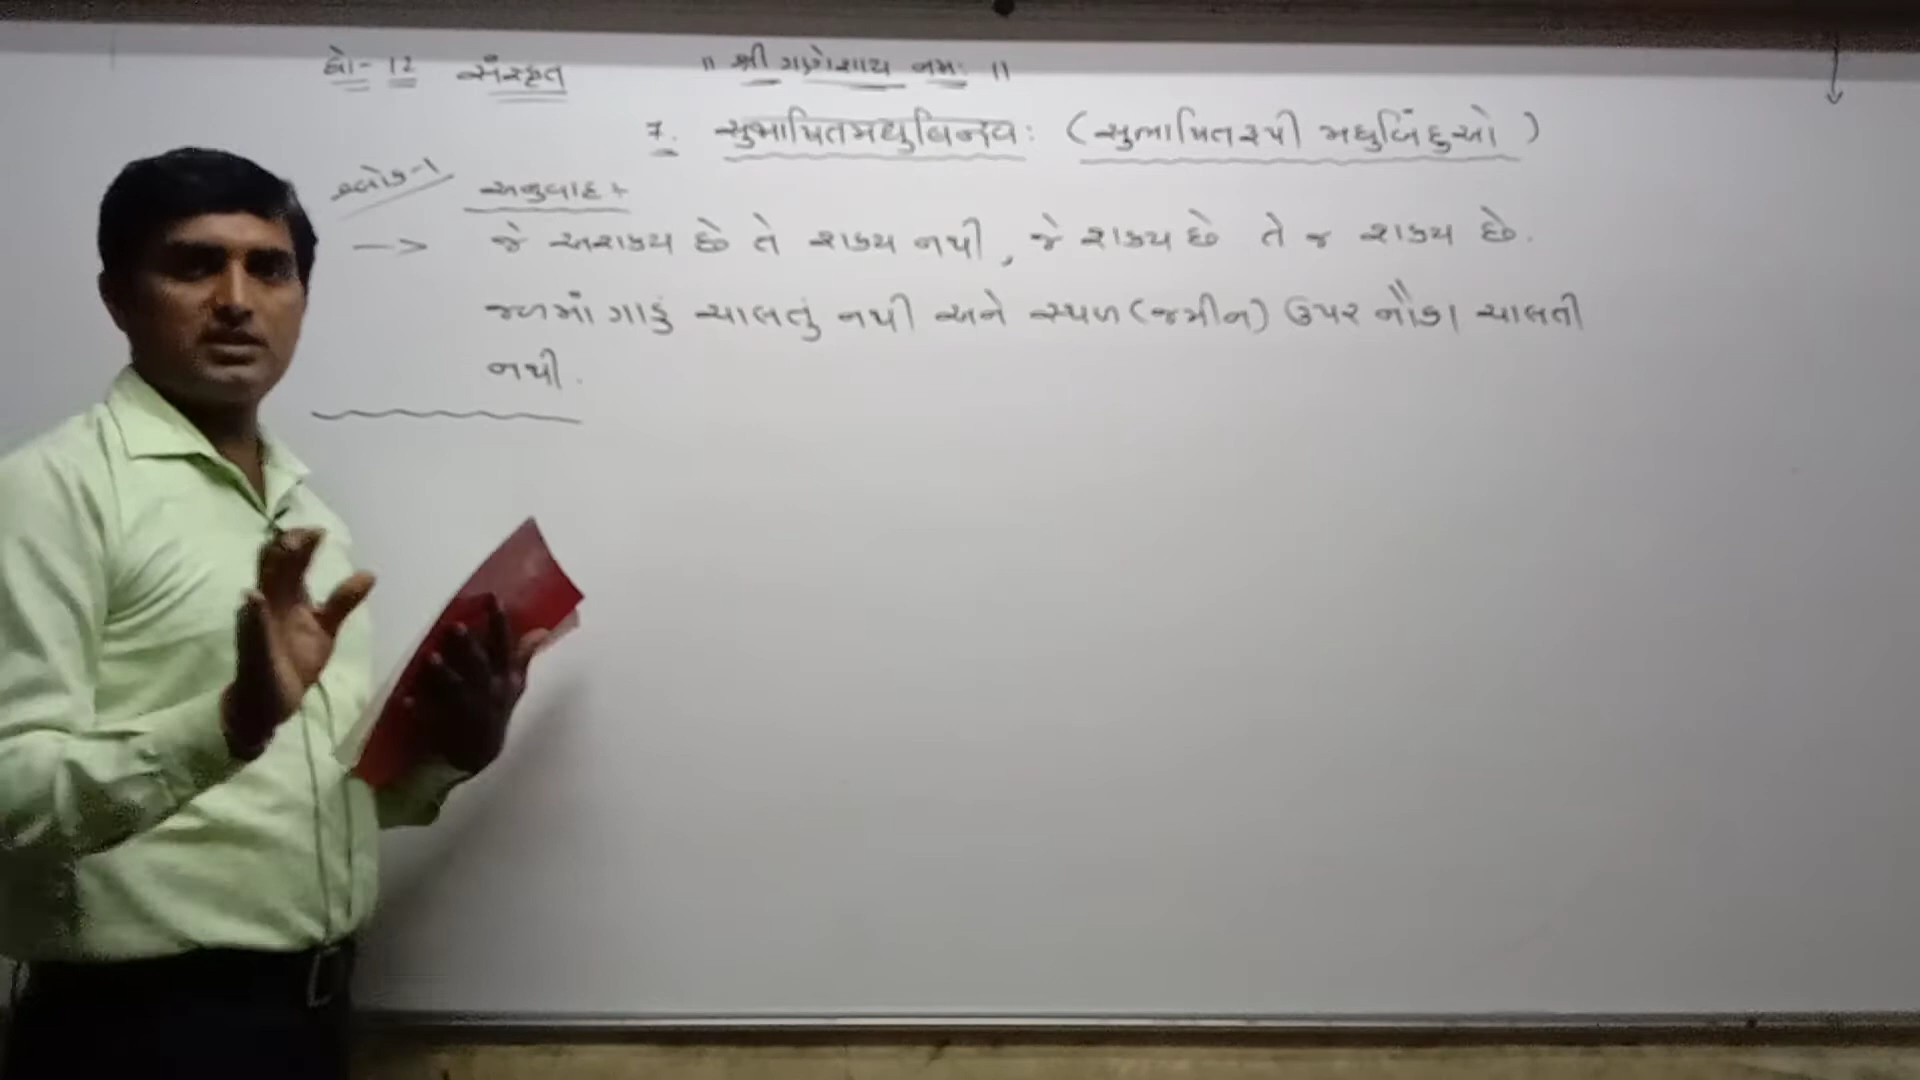 ધો- 12 સંસ્કૃત ॥ શ્રી ગણેશાય નમઃ ॥
7. સુભાષિતમધુબિન્દવઃ (સુભાષિતરૂપી મધુબિંદુઓ)
શ્લોક-1 અનુવાદ :
→ જે અશક્ય છે તે શક્ય નથી, જે શક્ય છે તે જ શક્ય છે.
જળમાં ગાડું ચાલતું નથી અને સ્થળ (જમીન) ઉપર નૌકા ચાલતી
નથી.